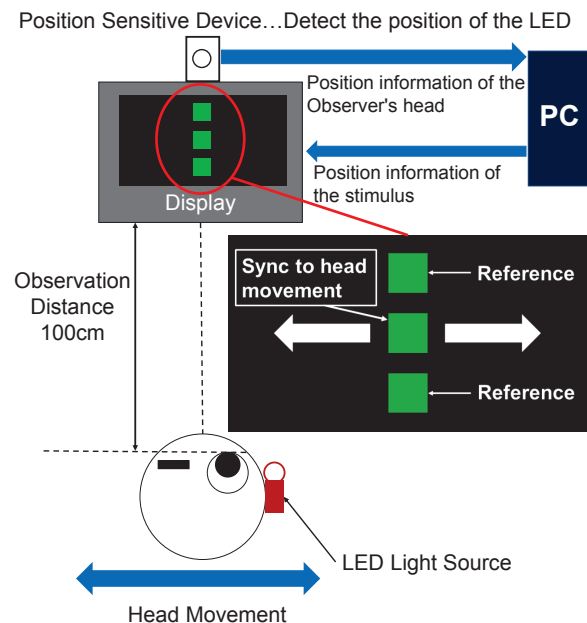 Position Sensitive Device…Detect the position of the LED
Position information of the
Observer's head
PC
Position information of
the stimulus
Display
Observation
Distance
100cm
Sync to head
movement
Reference
Reference
LED Light Source
Head Movement